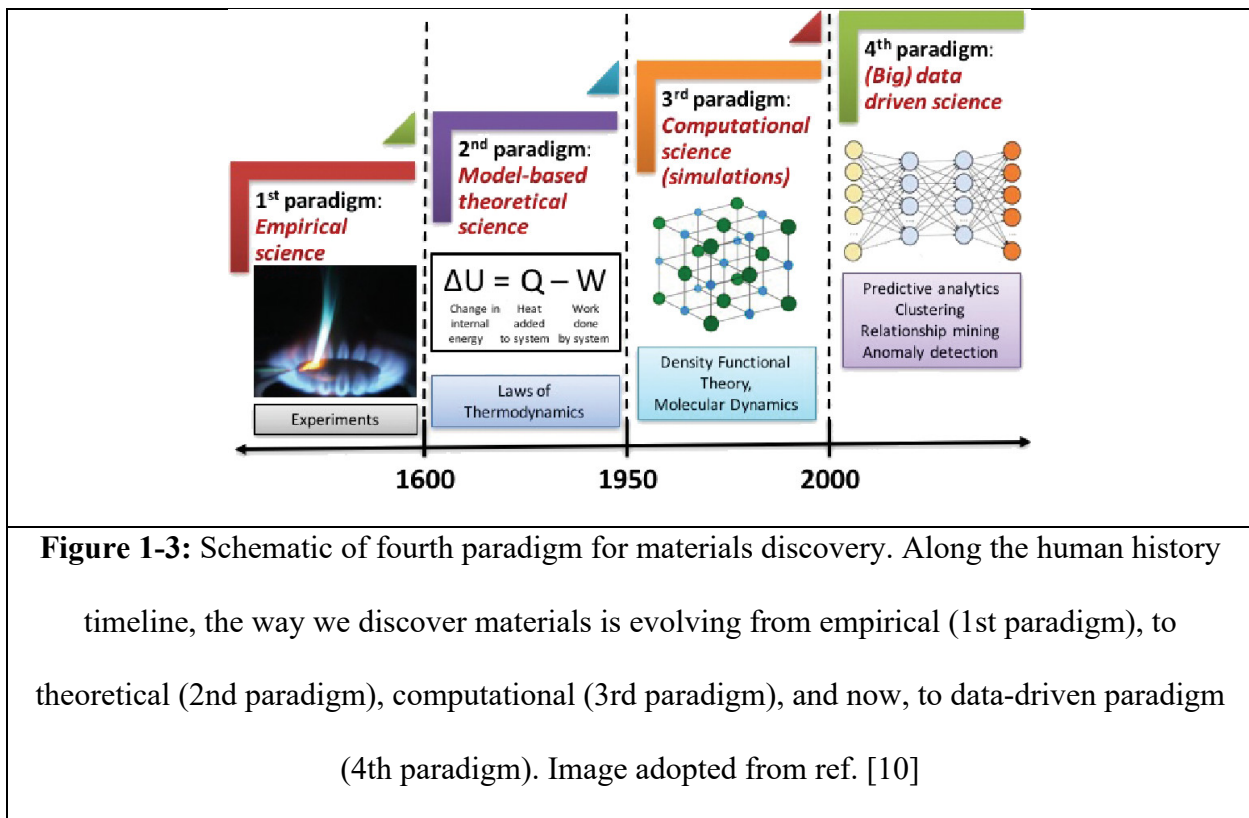 1st paradigm:
Empirical
science
Experiments
2nd paradigm:
Model-based
theoretical
science
ΔU = Q – W
Change in internal energy
Heat added to system
Work done by system
Laws of
Thermodynamics
3rd paradigm:
Computational
science
(simulations)
Density Functional
Theory,
Molecular Dynamics
4th paradigm:
(Big) data
driven science
Predictive analytics
Clustering
Relationship mining
Anomaly detection
1600
1950
2000
Figure 1-3: Schematic of fourth paradigm for materials discovery. Along the human history
timeline, the way we discover materials is evolving from empirical (1st paradigm), to
theoretical (2nd paradigm), computational (3rd paradigm), and now, to data-driven paradigm
(4th paradigm). Image adopted from ref. [10]